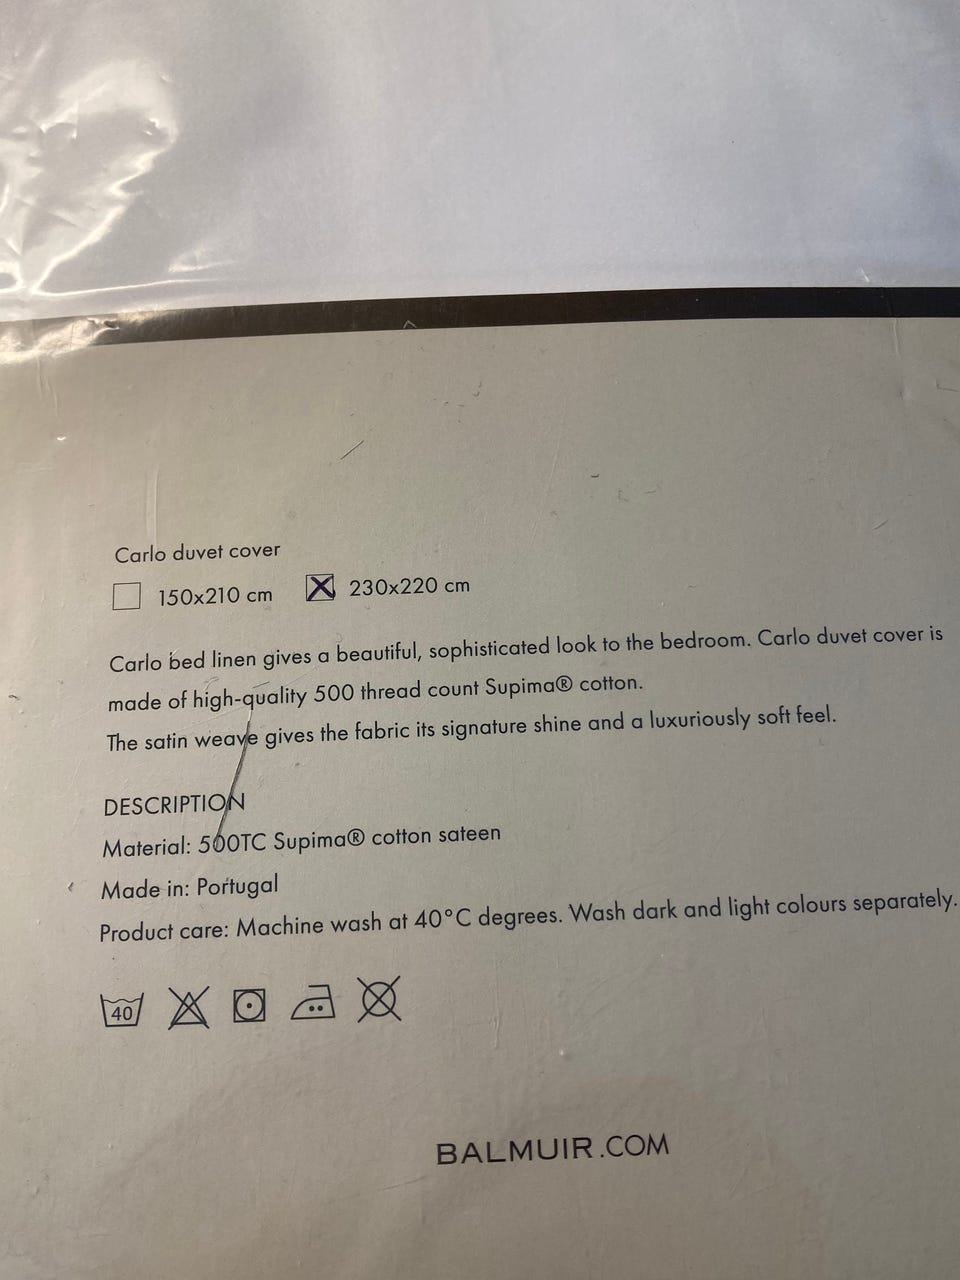 Carlo duvet cover
150x210 cm 230x220 cm
Carlo bed linen gives a beautiful, sophisticated look to the bedroom. Carlo duvet cover is
made of high-quality 500 thread count Supima® cotton.
The satin weave gives the fabric its signature shine and a luxuriously soft feel.
DESCRIPTION
Material: 500TC Supima® cotton sateen
Made in: Portugal
Product care: Machine wash at 40°C degrees. Wash dark and light colours separately.
40
BALMUIR.COM